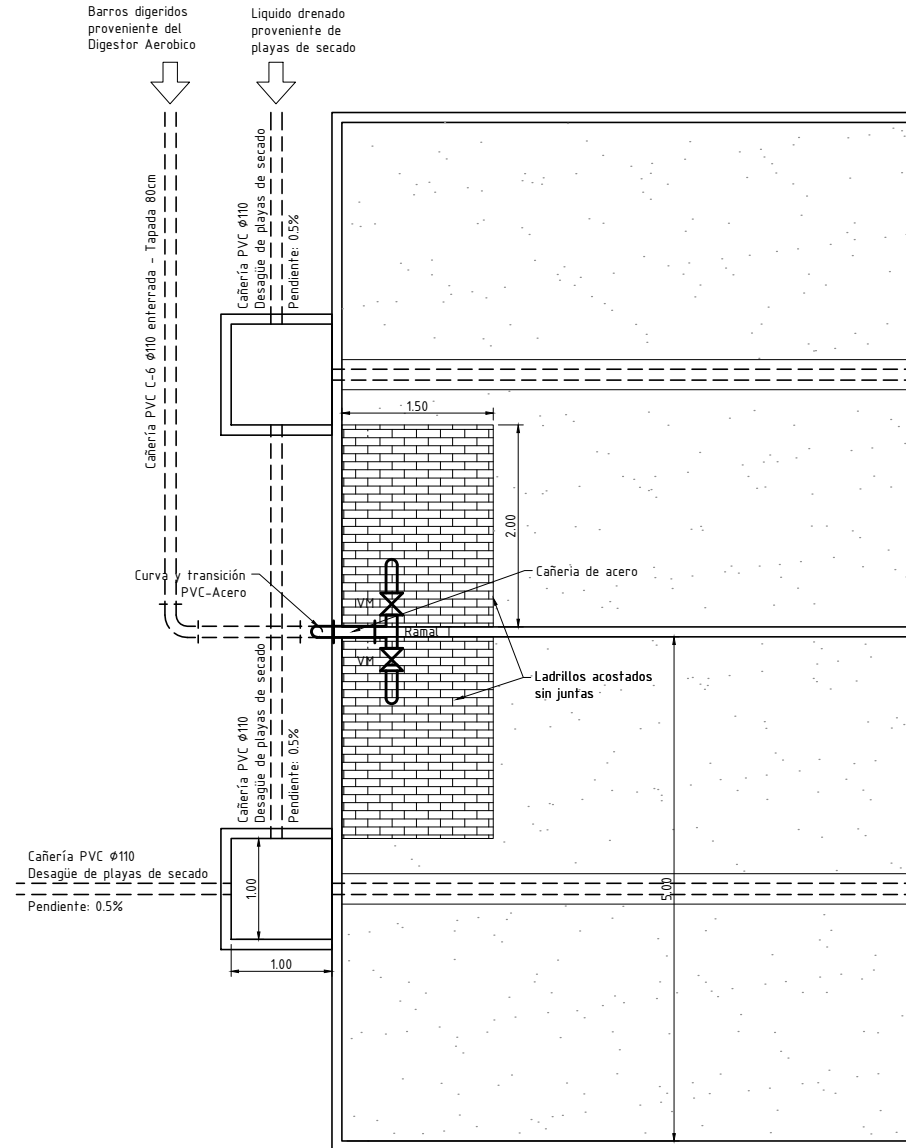 Barros digeridos
proveniente del
Digestor Aerobico
Liquido drenado
proveniente de
playas de secado
Cañería PVC C-6 Ø110 enterrada - Tapada 80cm
Cañería PVC Ø110
Desagüe de playas de secado
Pendiente: 0.5%
1.50
2.00
Curva y transición
PVC-Acero
Cañeria de acero
VM
Ramal T
VM
Ladrillos acostados
sin juntas
Cañería PVC Ø110
Desagüe de playas de secado
Pendiente: 0.5%
Cañería PVC Ø110
Desagüe de playas de secado
Pendiente: 0.5%
1.00
1.00
5.00